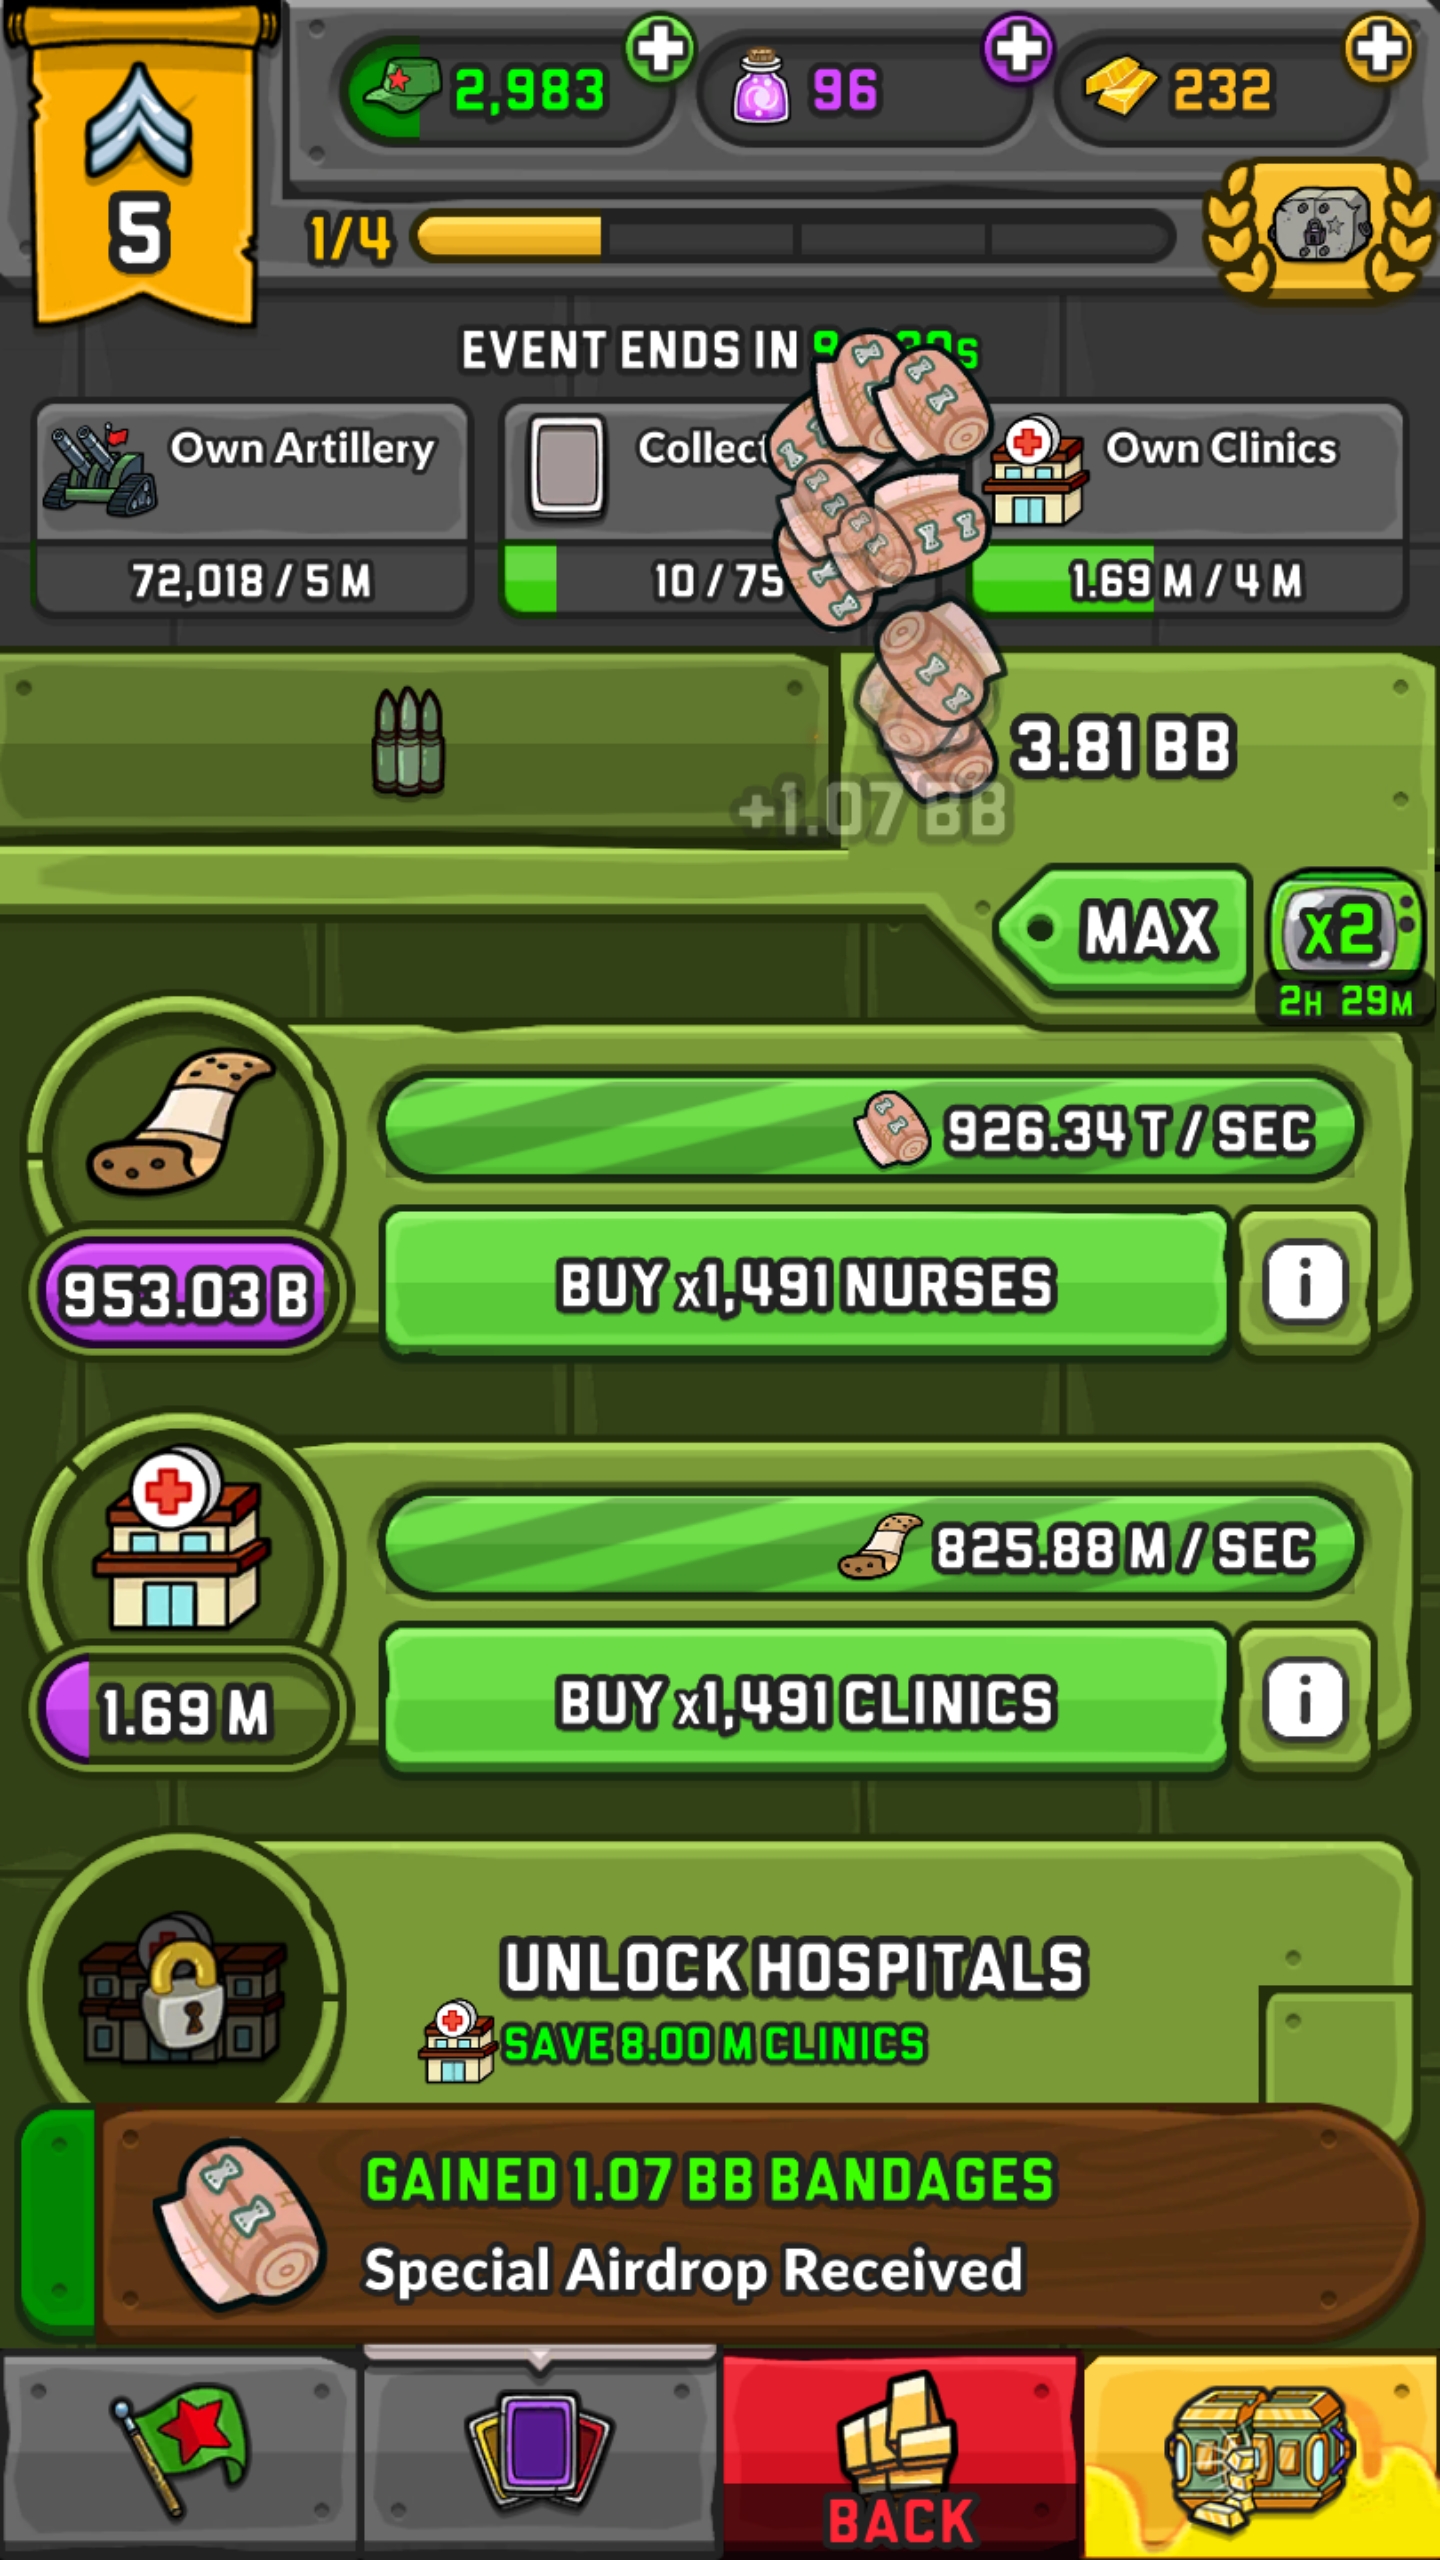 2,983
96
232
5
1/4
EVENT ENDS IN
Own Artillery
Collect
Own Clinics
72,018 / 5 M
10 / 75
1.69 M / 4 M
3.81 BB
+1.07 BB
MAX
x2
2H 29M
926.34 T / SEC
953.03 B
BUY x1,491 NURSES
i
825.88 M / SEC
1.69 M
BUY x1,491 CLINICS
i
UNLOCK HOSPITALS
SAVE 8.00 M CLINICS
GAINED 1.07 BB BANDAGES
Special Airdrop Received
BACK